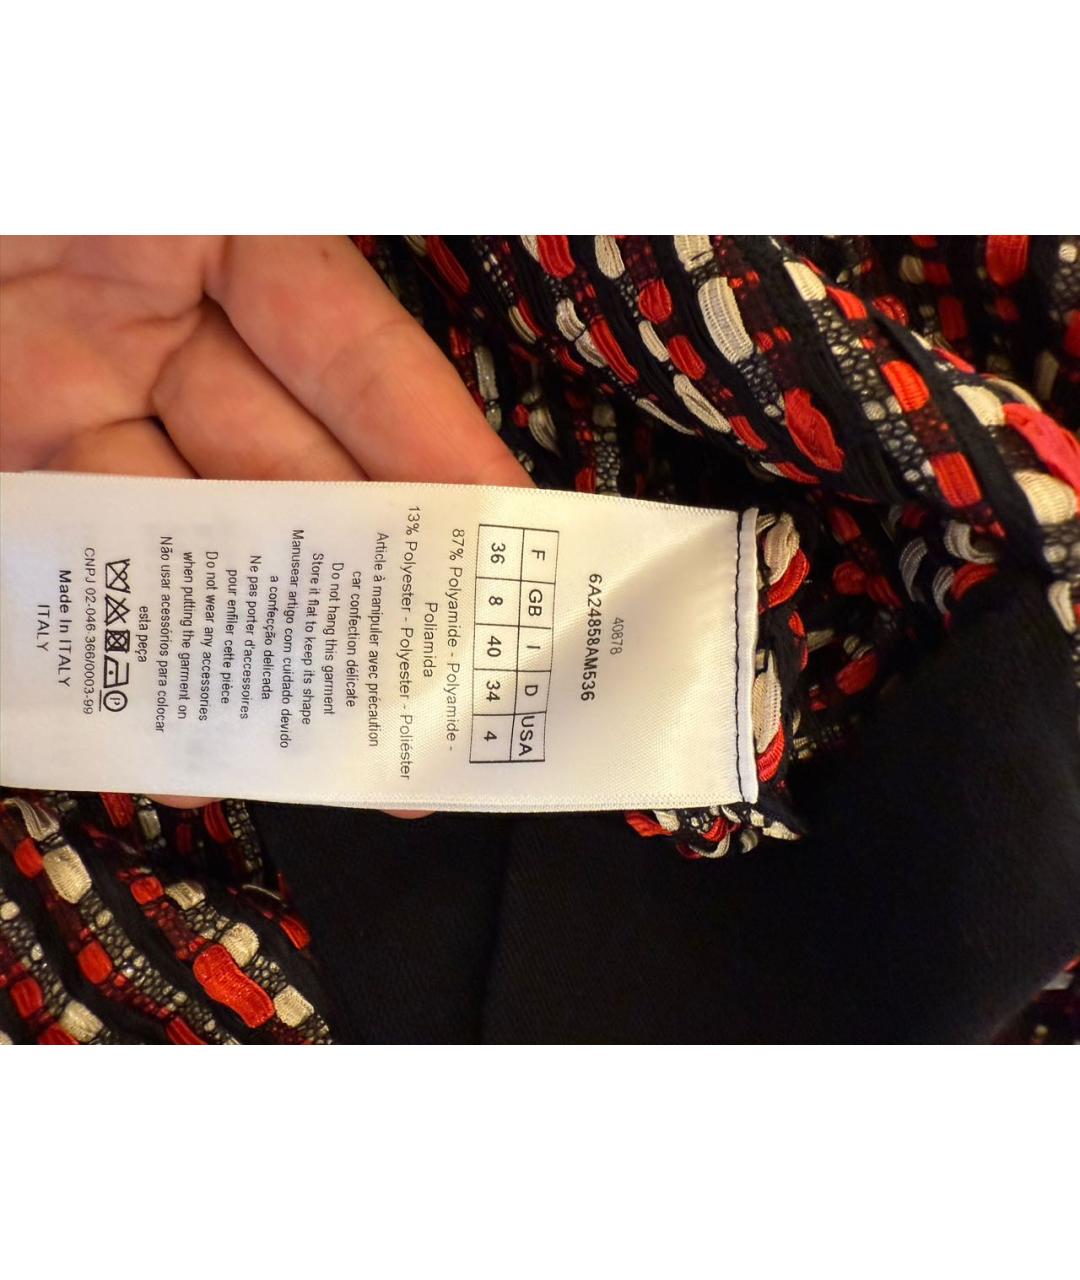 40878
6A24858AM536
F GB I D USA
36 8 40 34 4
87% Polyamide - Polyamide -
Poliamida
13% Polyester - Polyester - Poliéster
Article à manipuler avec précaution
car confection délicate
Do not hang this garment
Store it flat to keep its shape
Manusear artigo com cuidado devido
a confecção delicada
Ne pas porter d'accessoires
pour enfiler cette pièce
Do not wear any accessories
when putting the garment on
Não usar acessórios para colocar
esta peça
P
CNPJ 02-046-366/0003-99
Made In ITALY
ITALY